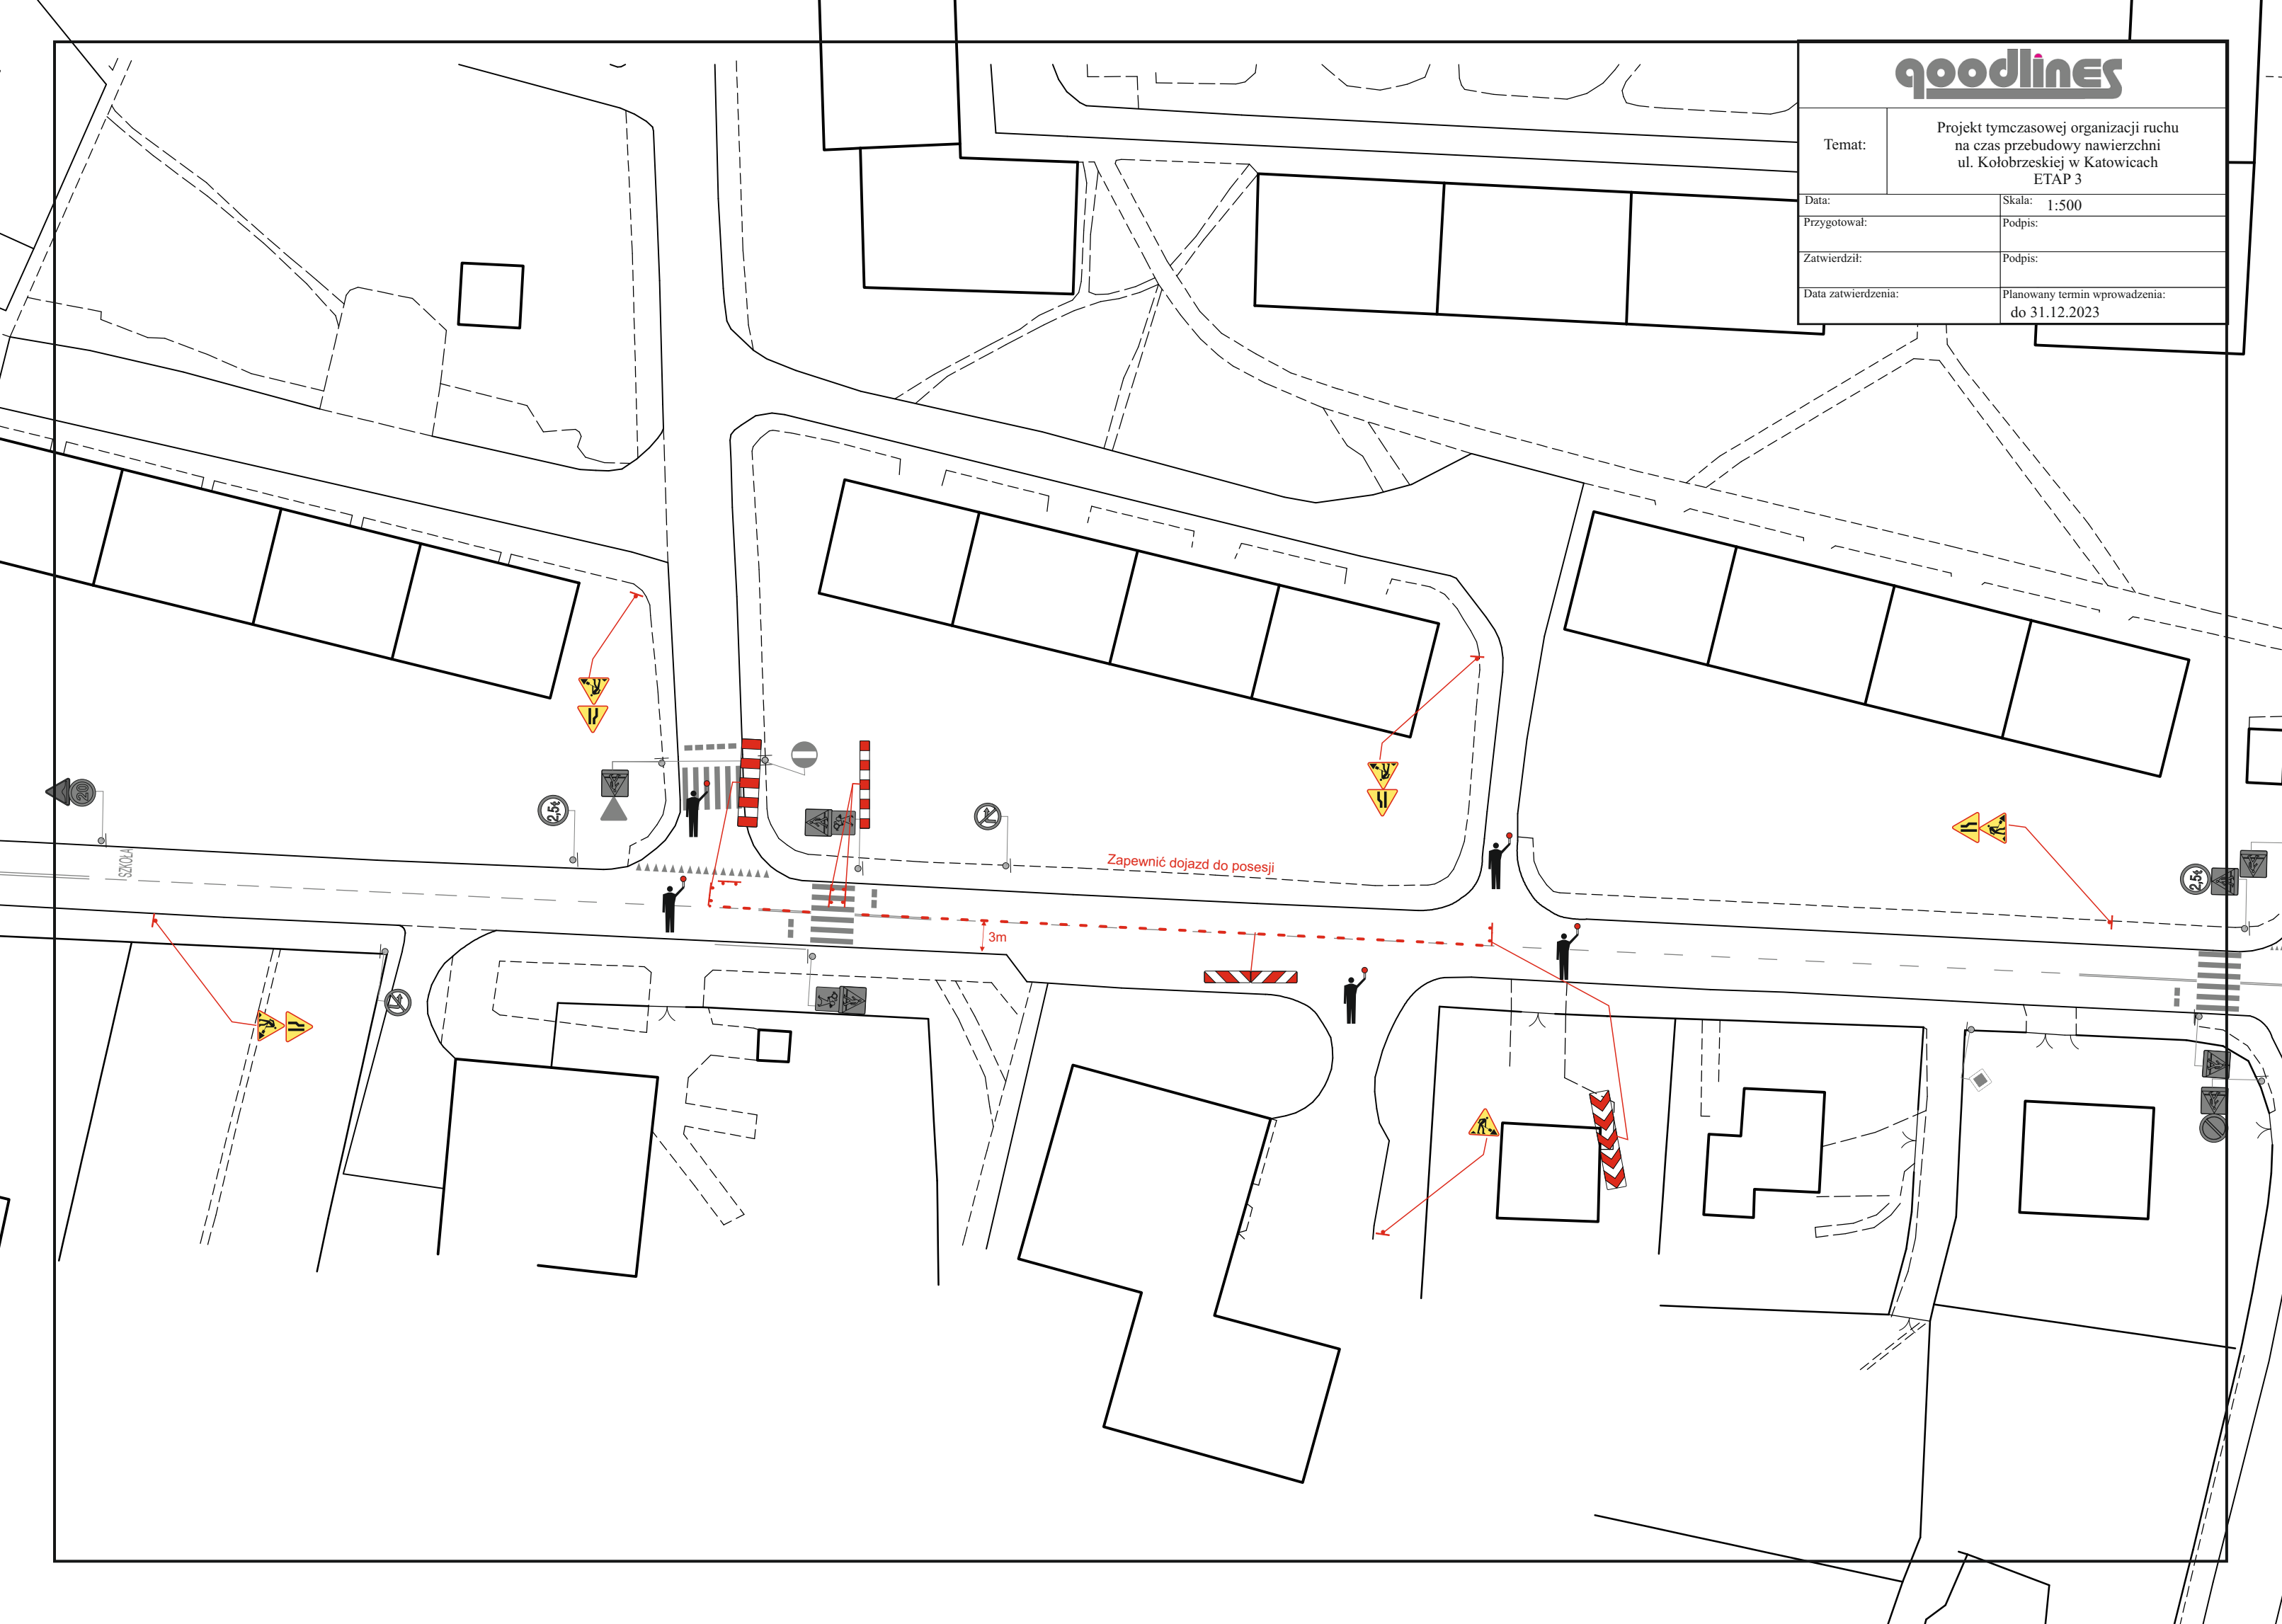 goodlines
Temat:
Projekt tymczasowej organizacji ruchu
na czas przebudowy nawierzchni
ul. Kołobrzeskiej w Katowicach
ETAP 3
Data:
Skala: 1:500
Przygotował:
Podpis:
Zatwierdził:
Podpis:
Data zatwierdzenia:
Planowany termin wprowadzenia:
do 31.12.2023
20
2,5t
SZKOŁA
Zapewnić dojazd do posesji
2,5t
3m